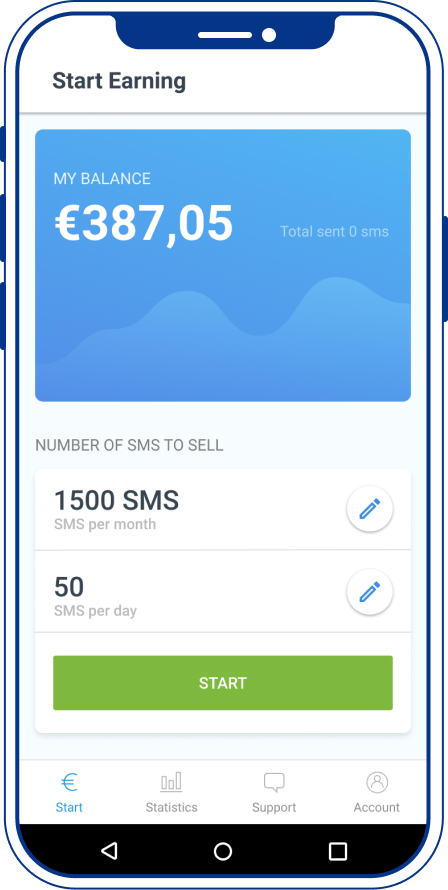 Start Earning
MY BALANCE
€387,05
Total sent 0 sms
NUMBER OF SMS TO SELL
1500 SMS
SMS per month
50
SMS per day
START
Start
Statistics
Support
Account